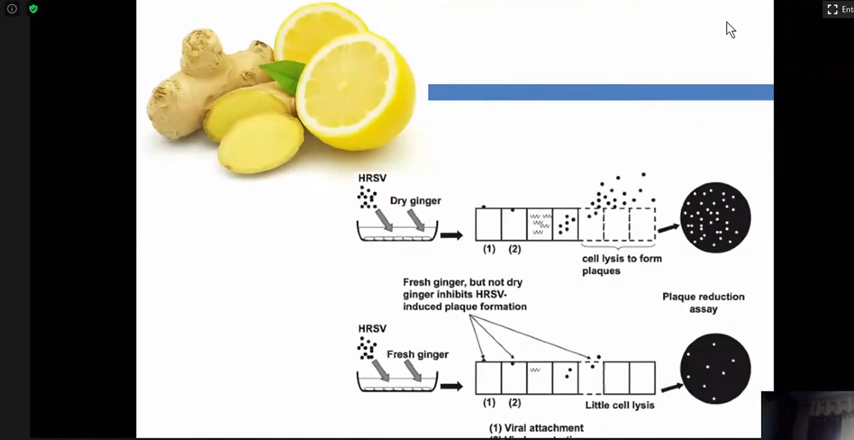 Ent
HRSV
Dry ginger
(1) (2)
cell lysis to form
plaques
Fresh ginger, but not dry
ginger inhibits HRSV-
induced plaque formation
Plaque reduction
assay
HRSV
Fresh ginger
(1) (2)
Little cell lysis
(1) Viral attachment